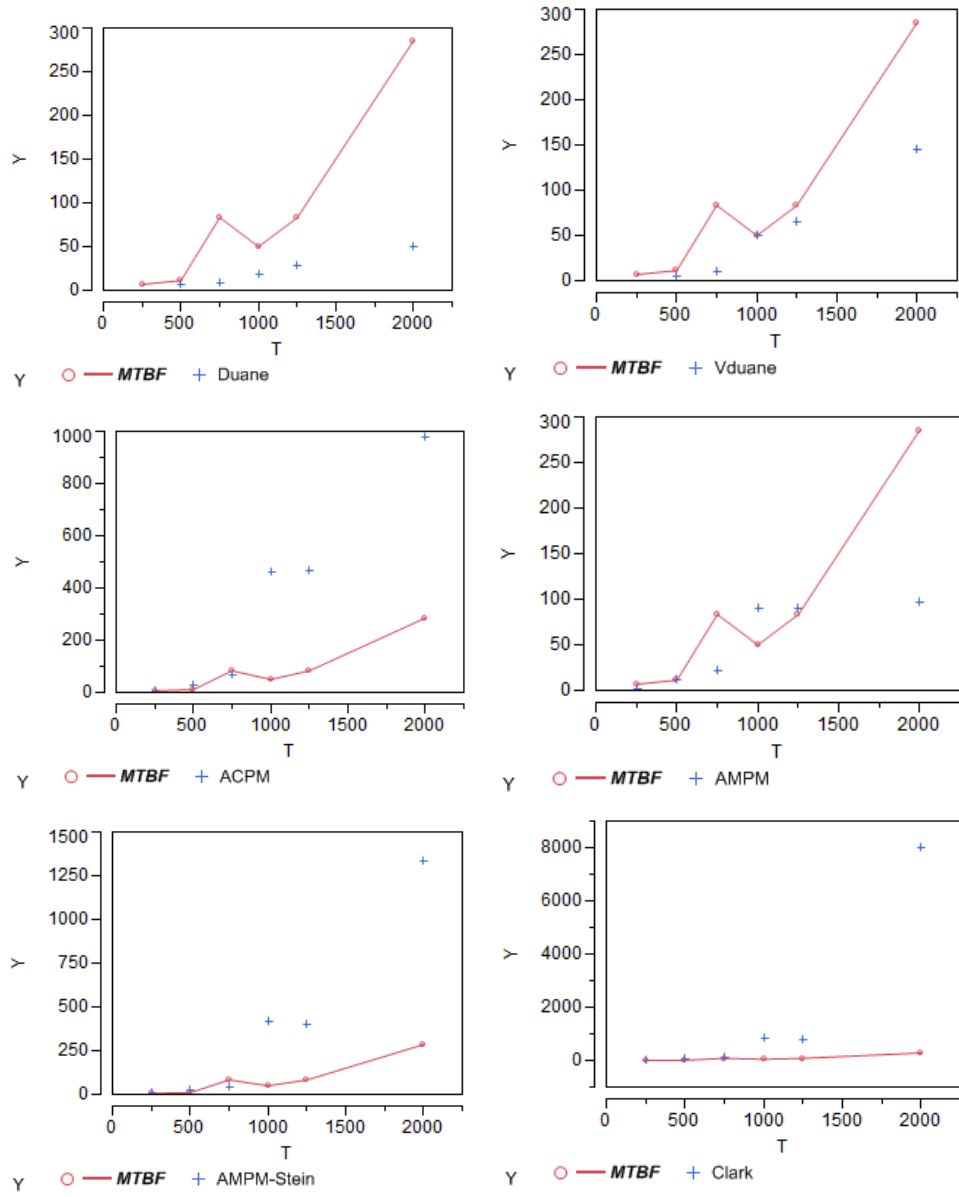 300
250
200
150
100
50
0
Y
0 500 1000 1500 2000
T
Y MTBF Duane
300
250
200
150
100
50
0
Y
0 500 1000 1500 2000
T
Y MTBF Vduane
1000
800
600
400
200
0
Y
0 500 1000 1500 2000
T
Y MTBF ACPM
300
250
200
150
100
50
0
Y
0 500 1000 1500 2000
T
Y MTBF AMPM
1500
1250
1000
750
500
250
0
Y
0 500 1000 1500 2000
T
Y MTBF AMPM-Stein
8000
6000
4000
2000
0
Y
0 500 1000 1500 2000
T
Y MTBF Clark